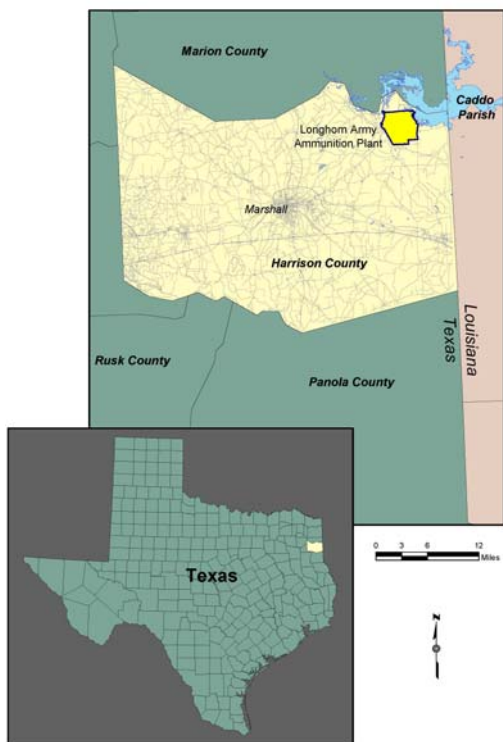 Marion County
Caddo
Parish
Longhorn Army
Ammunition Plant
Marshall
Harrison County
Louisiana
Texas
Rusk County
Panola County
Texas
0 3 6 12
Miles
N